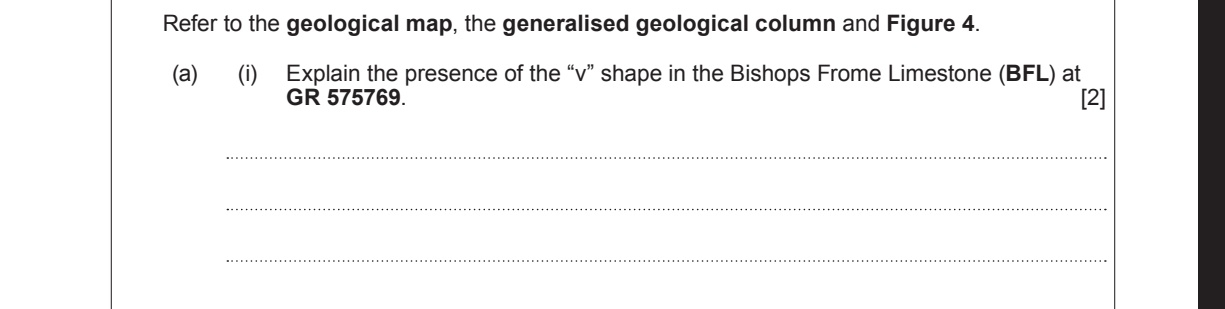 Refer to the geological map, the generalised geological column and Figure 4.
(a) (i) Explain the presence of the “v” shape in the Bishops Frome Limestone (BFL) at
GR 575769. [2]